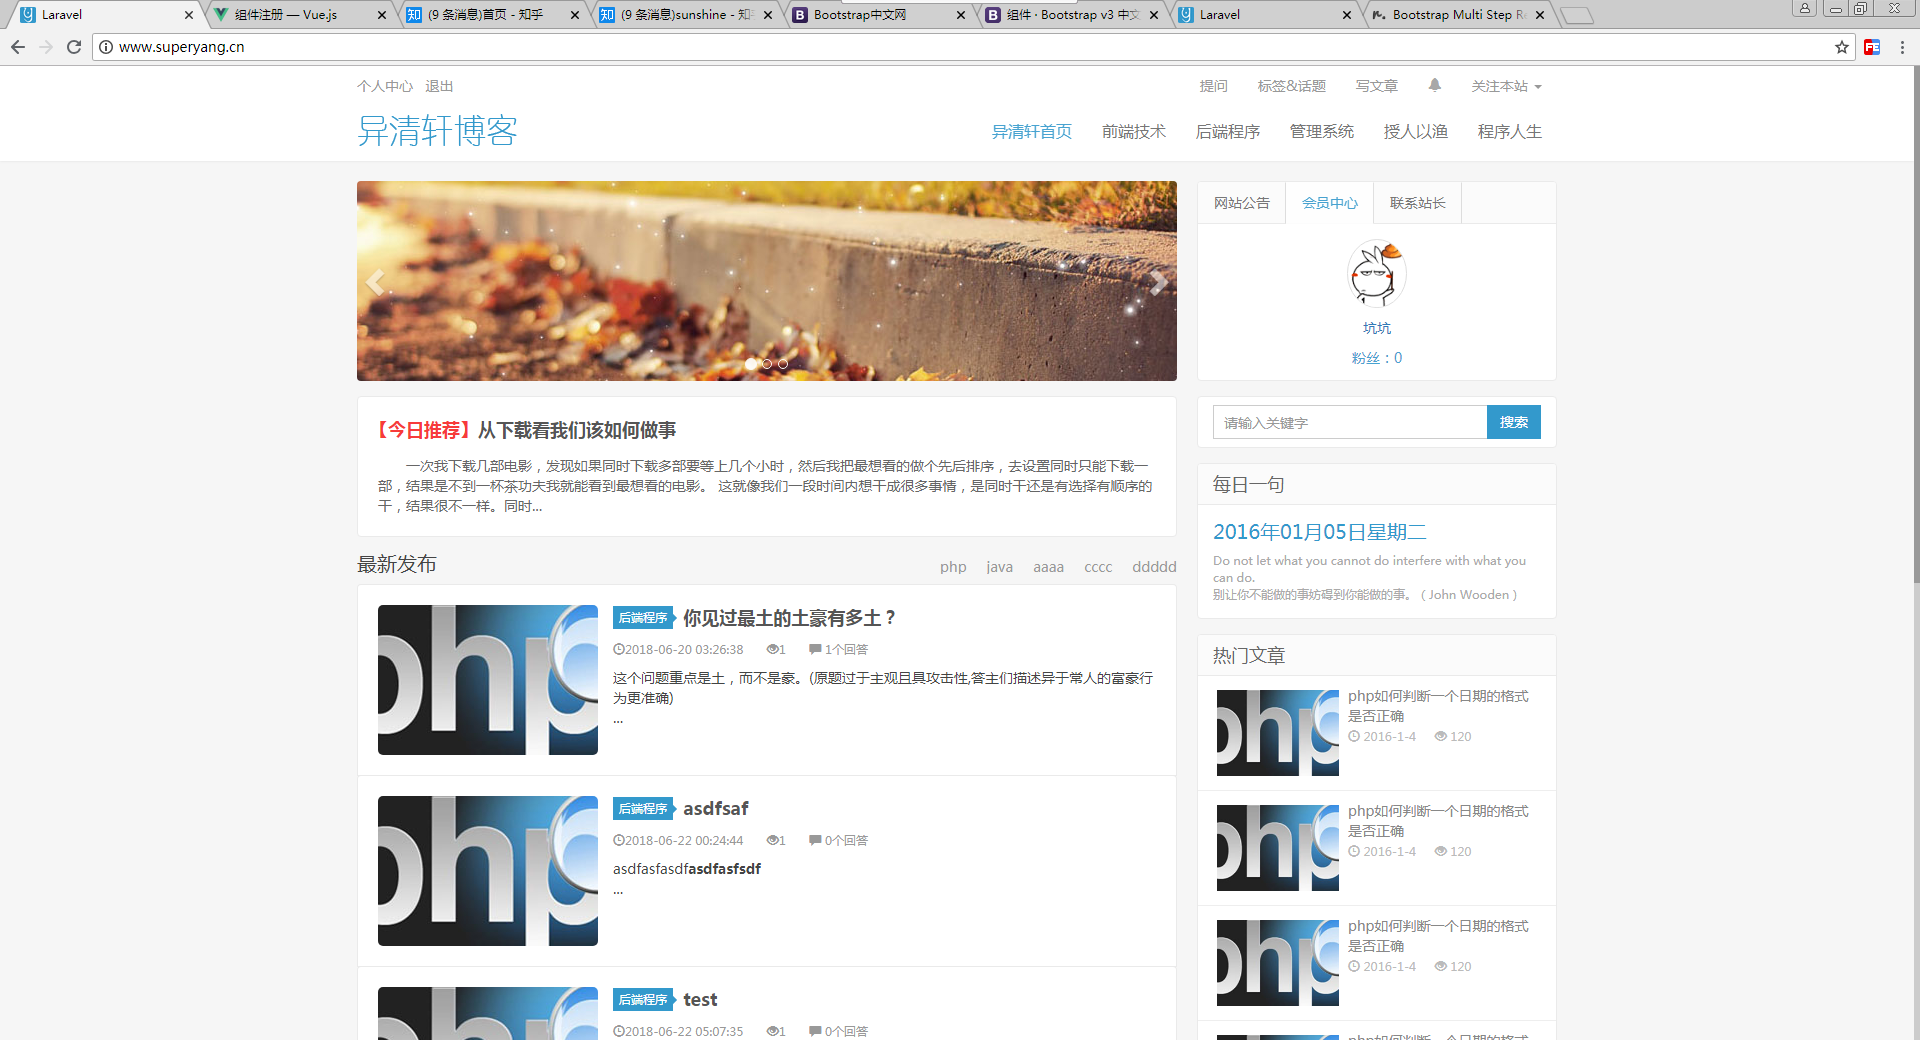 Laravel
组件注册 — Vue.js
(9 条消息)首页 - 知乎
(9 条消息)sunshine - 知
Bootstrap中文网
组件 · Bootstrap v3 中文
Laravel
Bootstrap Multi Step Re
www.superyang.cn
个人中心 退出
提问 标签&话题 写文章 关注本站
异清轩博客
异清轩首页 前端技术 后端程序 管理系统 授人以渔 程序人生
网站公告 会员中心 联系站长
坑坑
粉丝：0
【今日推荐】从下载看我们该如何做事
一次我下载几部电影，发现如果同时下载多部要等上几个小时，然后我把最想看的做个先后排序，去设置同时只能下载一
部，结果是不到一杯茶功夫我就能看到最想看的电影。 这就像我们一段时间内想干成很多事情，是同时干还是有选择有顺序的
干，结果很不一样。同时...
请输入关键字 搜索
每日一句
2016年01月05日星期二
Do not let what you cannot do interfere with what you
can do.
别让你不能做的事妨碍到你能做的事。（John Wooden）
最新发布
php java aaaa cccc ddddd
php
后端程序 你见过最土的土豪有多土？
2018-06-20 03:26:38 1 1个回答
这个问题重点是土，而不是豪。(原题过于主观且具攻击性,答主们描述异于常人的富豪行
为更准确)
...
php
后端程序 asdfsaf
2018-06-22 00:24:44 1 0个回答
asdfasfasdfasdfasfsdf
...
后端程序 test
2018-06-22 05:07:35 1 0个回答
热门文章
php
php如何判断一个日期的格式
是否正确
2016-1-4 120
php
php如何判断一个日期的格式
是否正确
2016-1-4 120
php
php如何判断一个日期的格式
是否正确
2016-1-4 120
php如何判断一个日期的格式